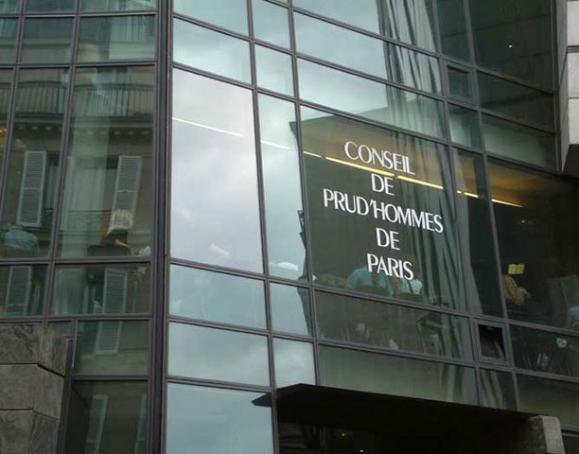 CONSEIL
DE
PRUD'HOMMES
DE
PARIS